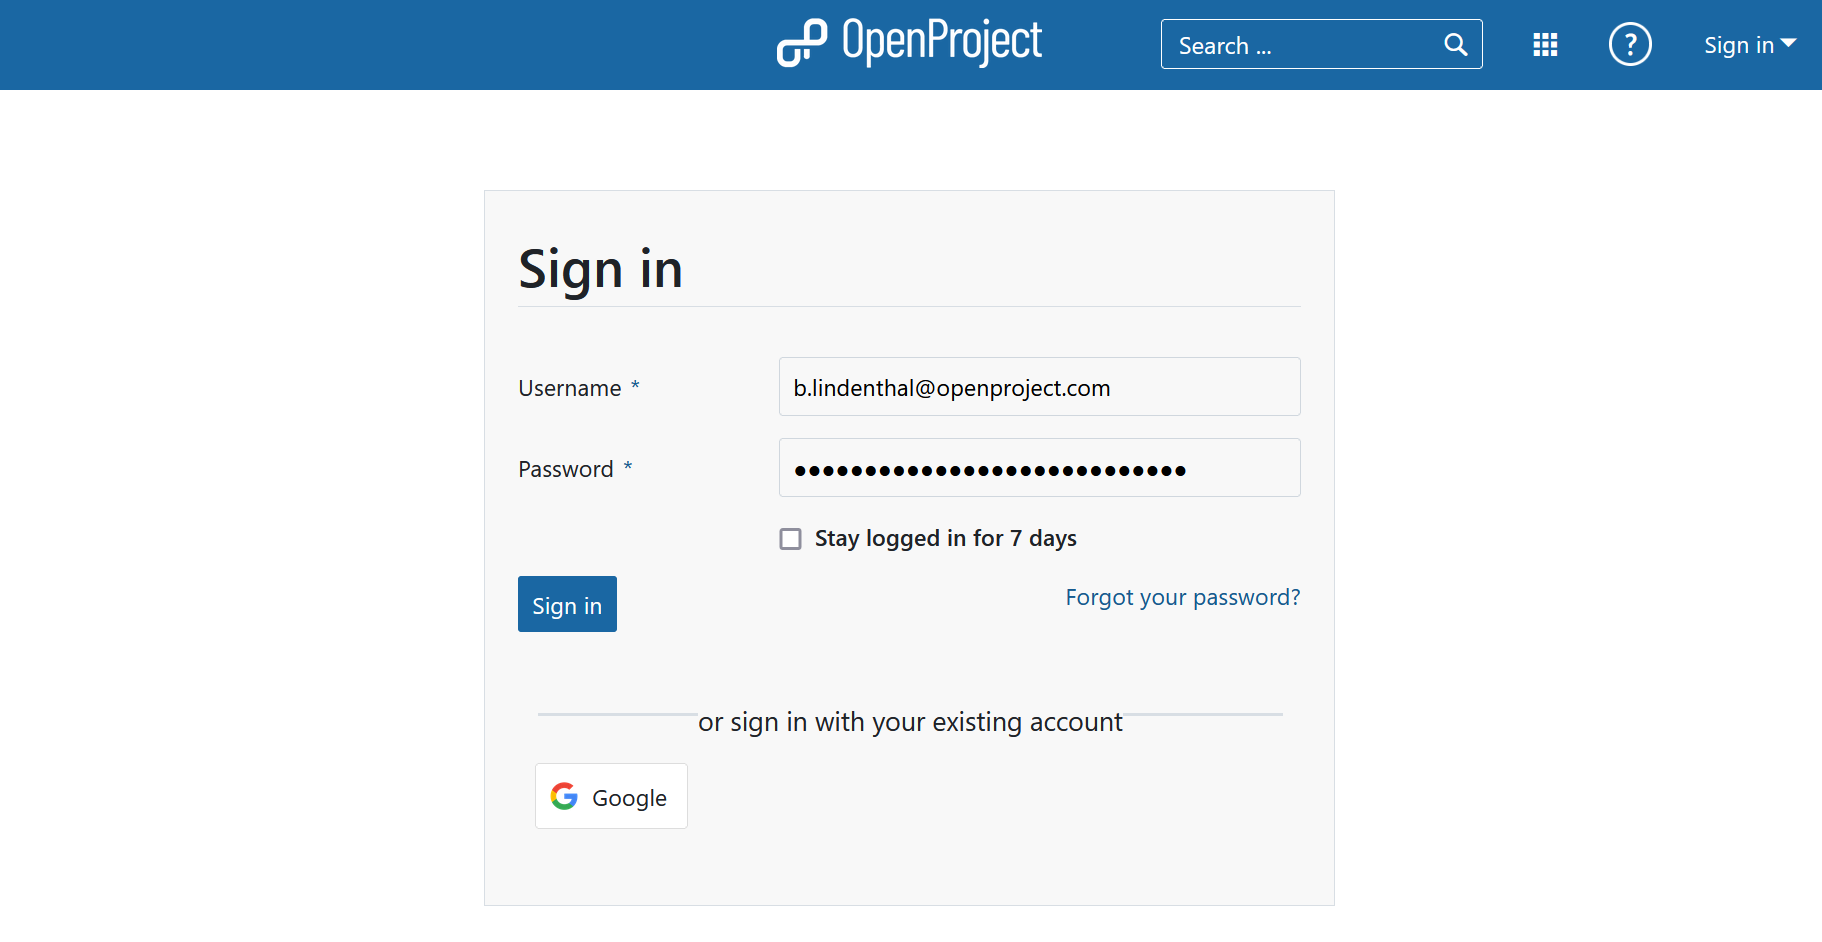 OpenProject
Search ...
?
Sign in
Sign in
Username *
b.lindenthal@openproject.com
Password *
Stay logged in for 7 days
Sign in
Forgot your password?
or sign in with your existing account
Google